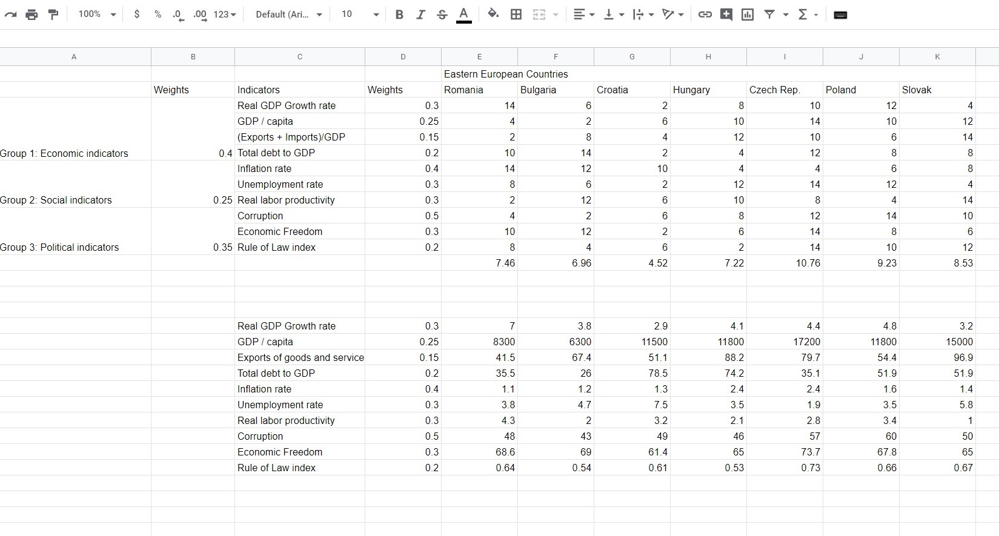 100% $ % .0 .00 123 Default (Ari... 10 B I S A Σ
A B C D E F G H I J K
Eastern European Countries
Weights Indicators Weights Romania Bulgaria Croatia Hungary Czech Rep. Poland Slovak
Real GDP Growth rate 0.3 14 6 2 8 10 12 4
GDP / capita 0.25 4 2 6 10 14 10 12
(Exports + Imports)/GDP 0.15 2 8 4 12 10 6 14
Group 1: Economic indicators 0.4 Total debt to GDP 0.2 10 14 2 4 12 8 8
Inflation rate 0.4 14 12 10 4 4 6 8
Unemployment rate 0.3 8 6 2 12 14 12 4
Group 2: Social indicators 0.25 Real labor productivity 0.3 2 12 6 10 8 4 14
Corruption 0.5 4 2 6 8 12 14 10
Economic Freedom 0.3 10 12 2 6 14 8 6
Group 3: Political indicators 0.35 Rule of Law index 0.2 8 4 6 2 14 10 12
7.46 6.96 4.52 7.22 10.76 9.23 8.53
Real GDP Growth rate 0.3 7 3.8 2.9 4.1 4.4 4.8 3.2
GDP / capita 0.25 8300 6300 11500 11800 17200 11800 15000
Exports of goods and service 0.15 41.5 67.4 51.1 88.2 79.7 54.4 96.9
Total debt to GDP 0.2 35.5 26 78.5 74.2 35.1 51.9 51.9
Inflation rate 0.4 1.1 1.2 1.3 2.4 2.4 1.6 1.4
Unemployment rate 0.3 3.8 4.7 7.5 3.5 1.9 3.5 5.8
Real labor productivity 0.3 4.3 2 3.2 2.1 2.8 3.4 1
Corruption 0.5 48 43 49 46 57 60 50
Economic Freedom 0.3 68.6 69 61.4 65 73.7 67.8 65
Rule of Law index 0.2 0.64 0.54 0.61 0.53 0.73 0.66 0.67